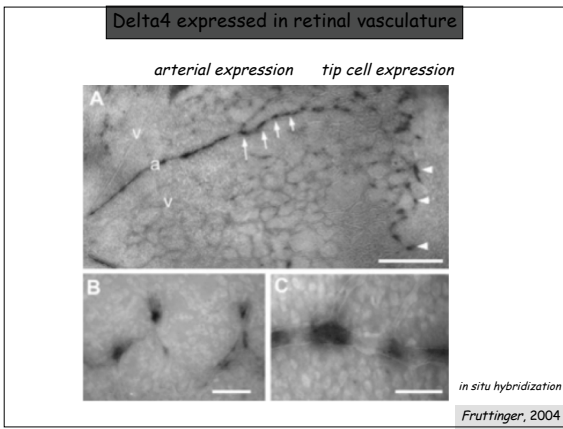 Delta4 expressed in retinal vasculature
arterial expression tip cell expression
A
v
a
v
B C
in situ hybridization
Fruttinger, 2004